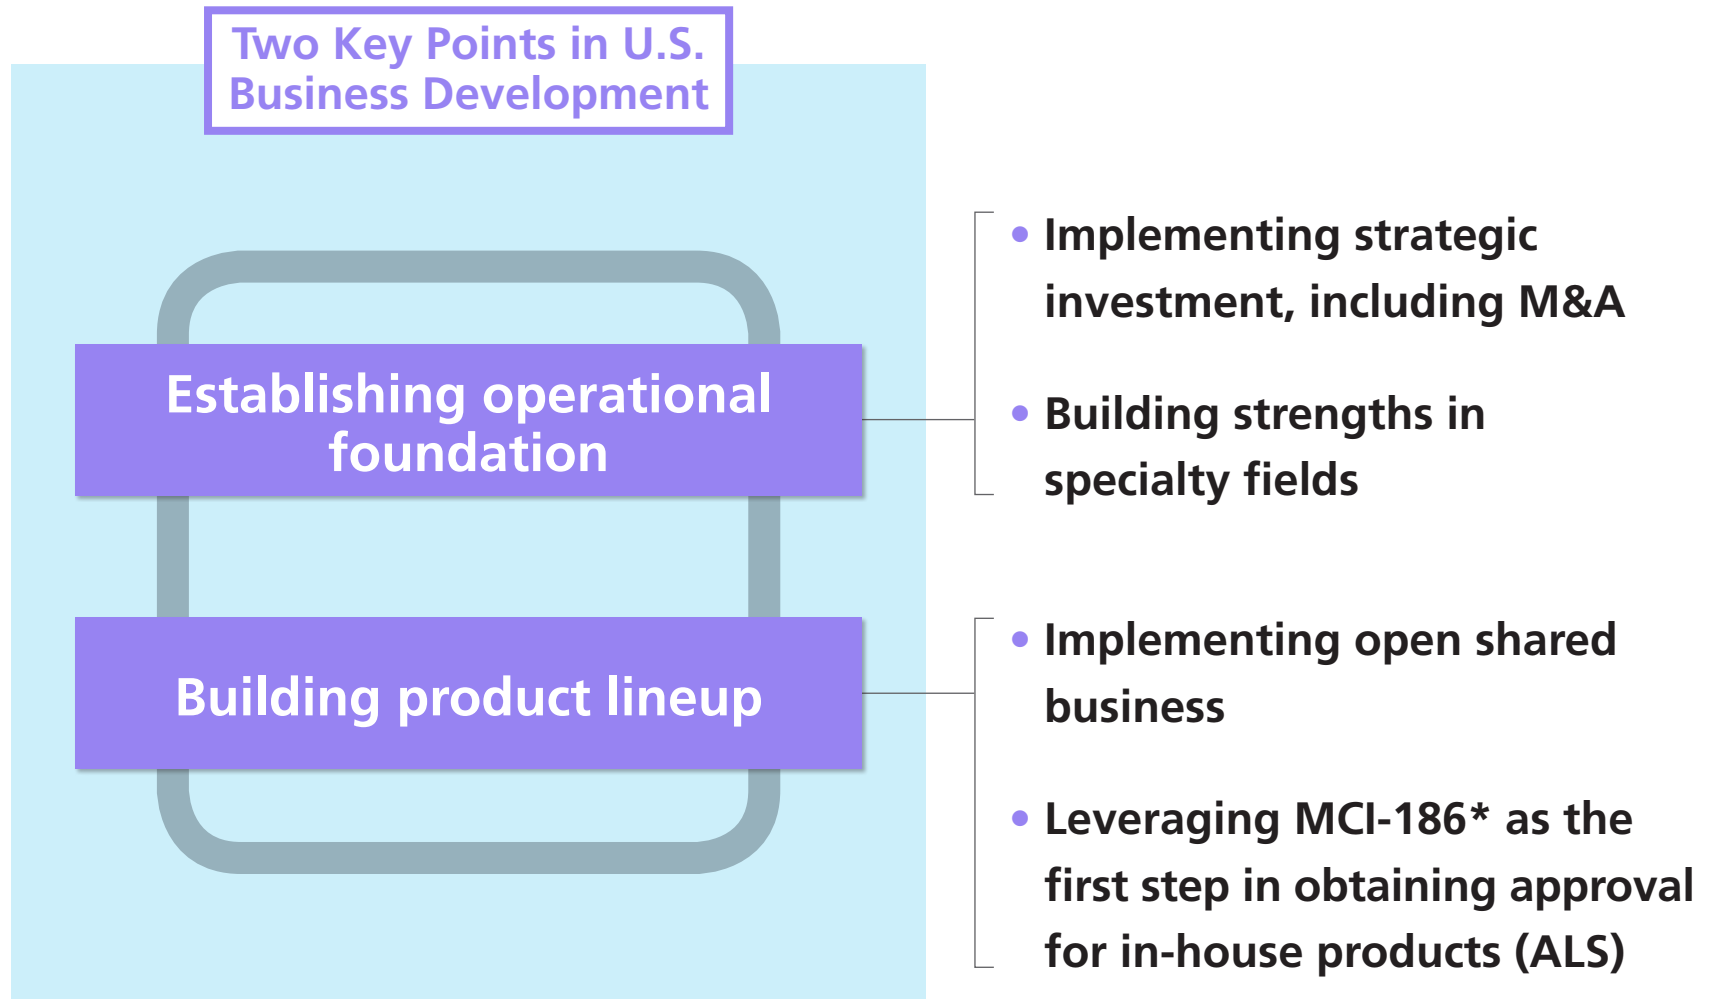 Two Key Points in U.S.
Business Development
Establishing operational
foundation
• Implementing strategic
investment, including M&A
• Building strengths in
specialty fields
Building product lineup
• Implementing open shared
business
• Leveraging MCI-186* as the
first step in obtaining approval
for in-house products (ALS)